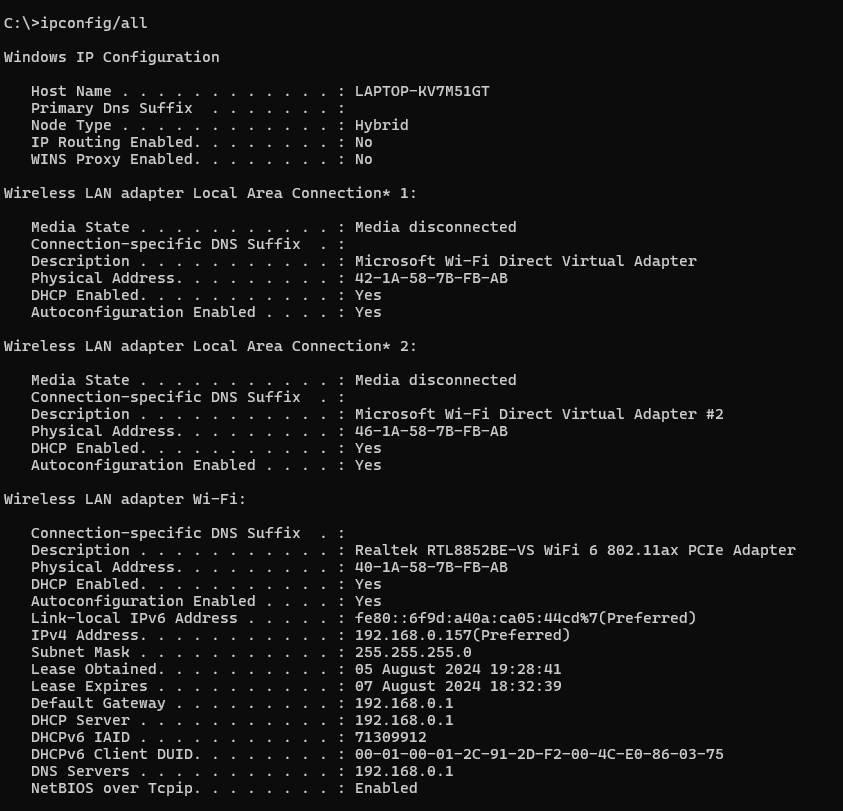 C:\>ipconfig/all
Windows IP Configuration
Host Name . . . . . . . . . . . . : LAPTOP-KV7M51GT
Primary Dns Suffix  . . . . . . . :
Node Type . . . . . . . . . . . . : Hybrid
IP Routing Enabled. . . . . . . . : No
WINS Proxy Enabled. . . . . . . . : No
Wireless LAN adapter Local Area Connection* 1:
Media State . . . . . . . . . . . : Media disconnected
Connection-specific DNS Suffix  . :
Description . . . . . . . . . . . : Microsoft Wi-Fi Direct Virtual Adapter
Physical Address. . . . . . . . . : 42-1A-58-7B-FB-AB
DHCP Enabled. . . . . . . . . . . : Yes
Autoconfiguration Enabled . . . . : Yes
Wireless LAN adapter Local Area Connection* 2:
Media State . . . . . . . . . . . : Media disconnected
Connection-specific DNS Suffix  . :
Description . . . . . . . . . . . : Microsoft Wi-Fi Direct Virtual Adapter #2
Physical Address. . . . . . . . . : 46-1A-58-7B-FB-AB
DHCP Enabled. . . . . . . . . . . : Yes
Autoconfiguration Enabled . . . . : Yes
Wireless LAN adapter Wi-Fi:
Connection-specific DNS Suffix  . :
Description . . . . . . . . . . . : Realtek RTL8852BE-VS WiFi 6 802.11ax PCIe Adapter
Physical Address. . . . . . . . . : 40-1A-58-7B-FB-AB
DHCP Enabled. . . . . . . . . . . : Yes
Autoconfiguration Enabled . . . . : Yes
Link-local IPv6 Address . . . . . : fe80::6f9d:a40a:ca05:44cd%7(Preferred)
IPv4 Address. . . . . . . . . . . : 192.168.0.157(Preferred)
Subnet Mask . . . . . . . . . . . : 255.255.255.0
Lease Obtained. . . . . . . . . . : 05 August 2024 19:28:41
Lease Expires . . . . . . . . . . : 07 August 2024 18:32:39
Default Gateway . . . . . . . . . : 192.168.0.1
DHCP Server . . . . . . . . . . . : 192.168.0.1
DHCPv6 IAID . . . . . . . . . . . : 71309912
DHCPv6 Client DUID. . . . . . . . : 00-01-00-01-2C-91-2D-F2-00-4C-E0-86-03-75
DNS Servers . . . . . . . . . . . : 192.168.0.1
NetBIOS over Tcpip. . . . . . . . : Enabled